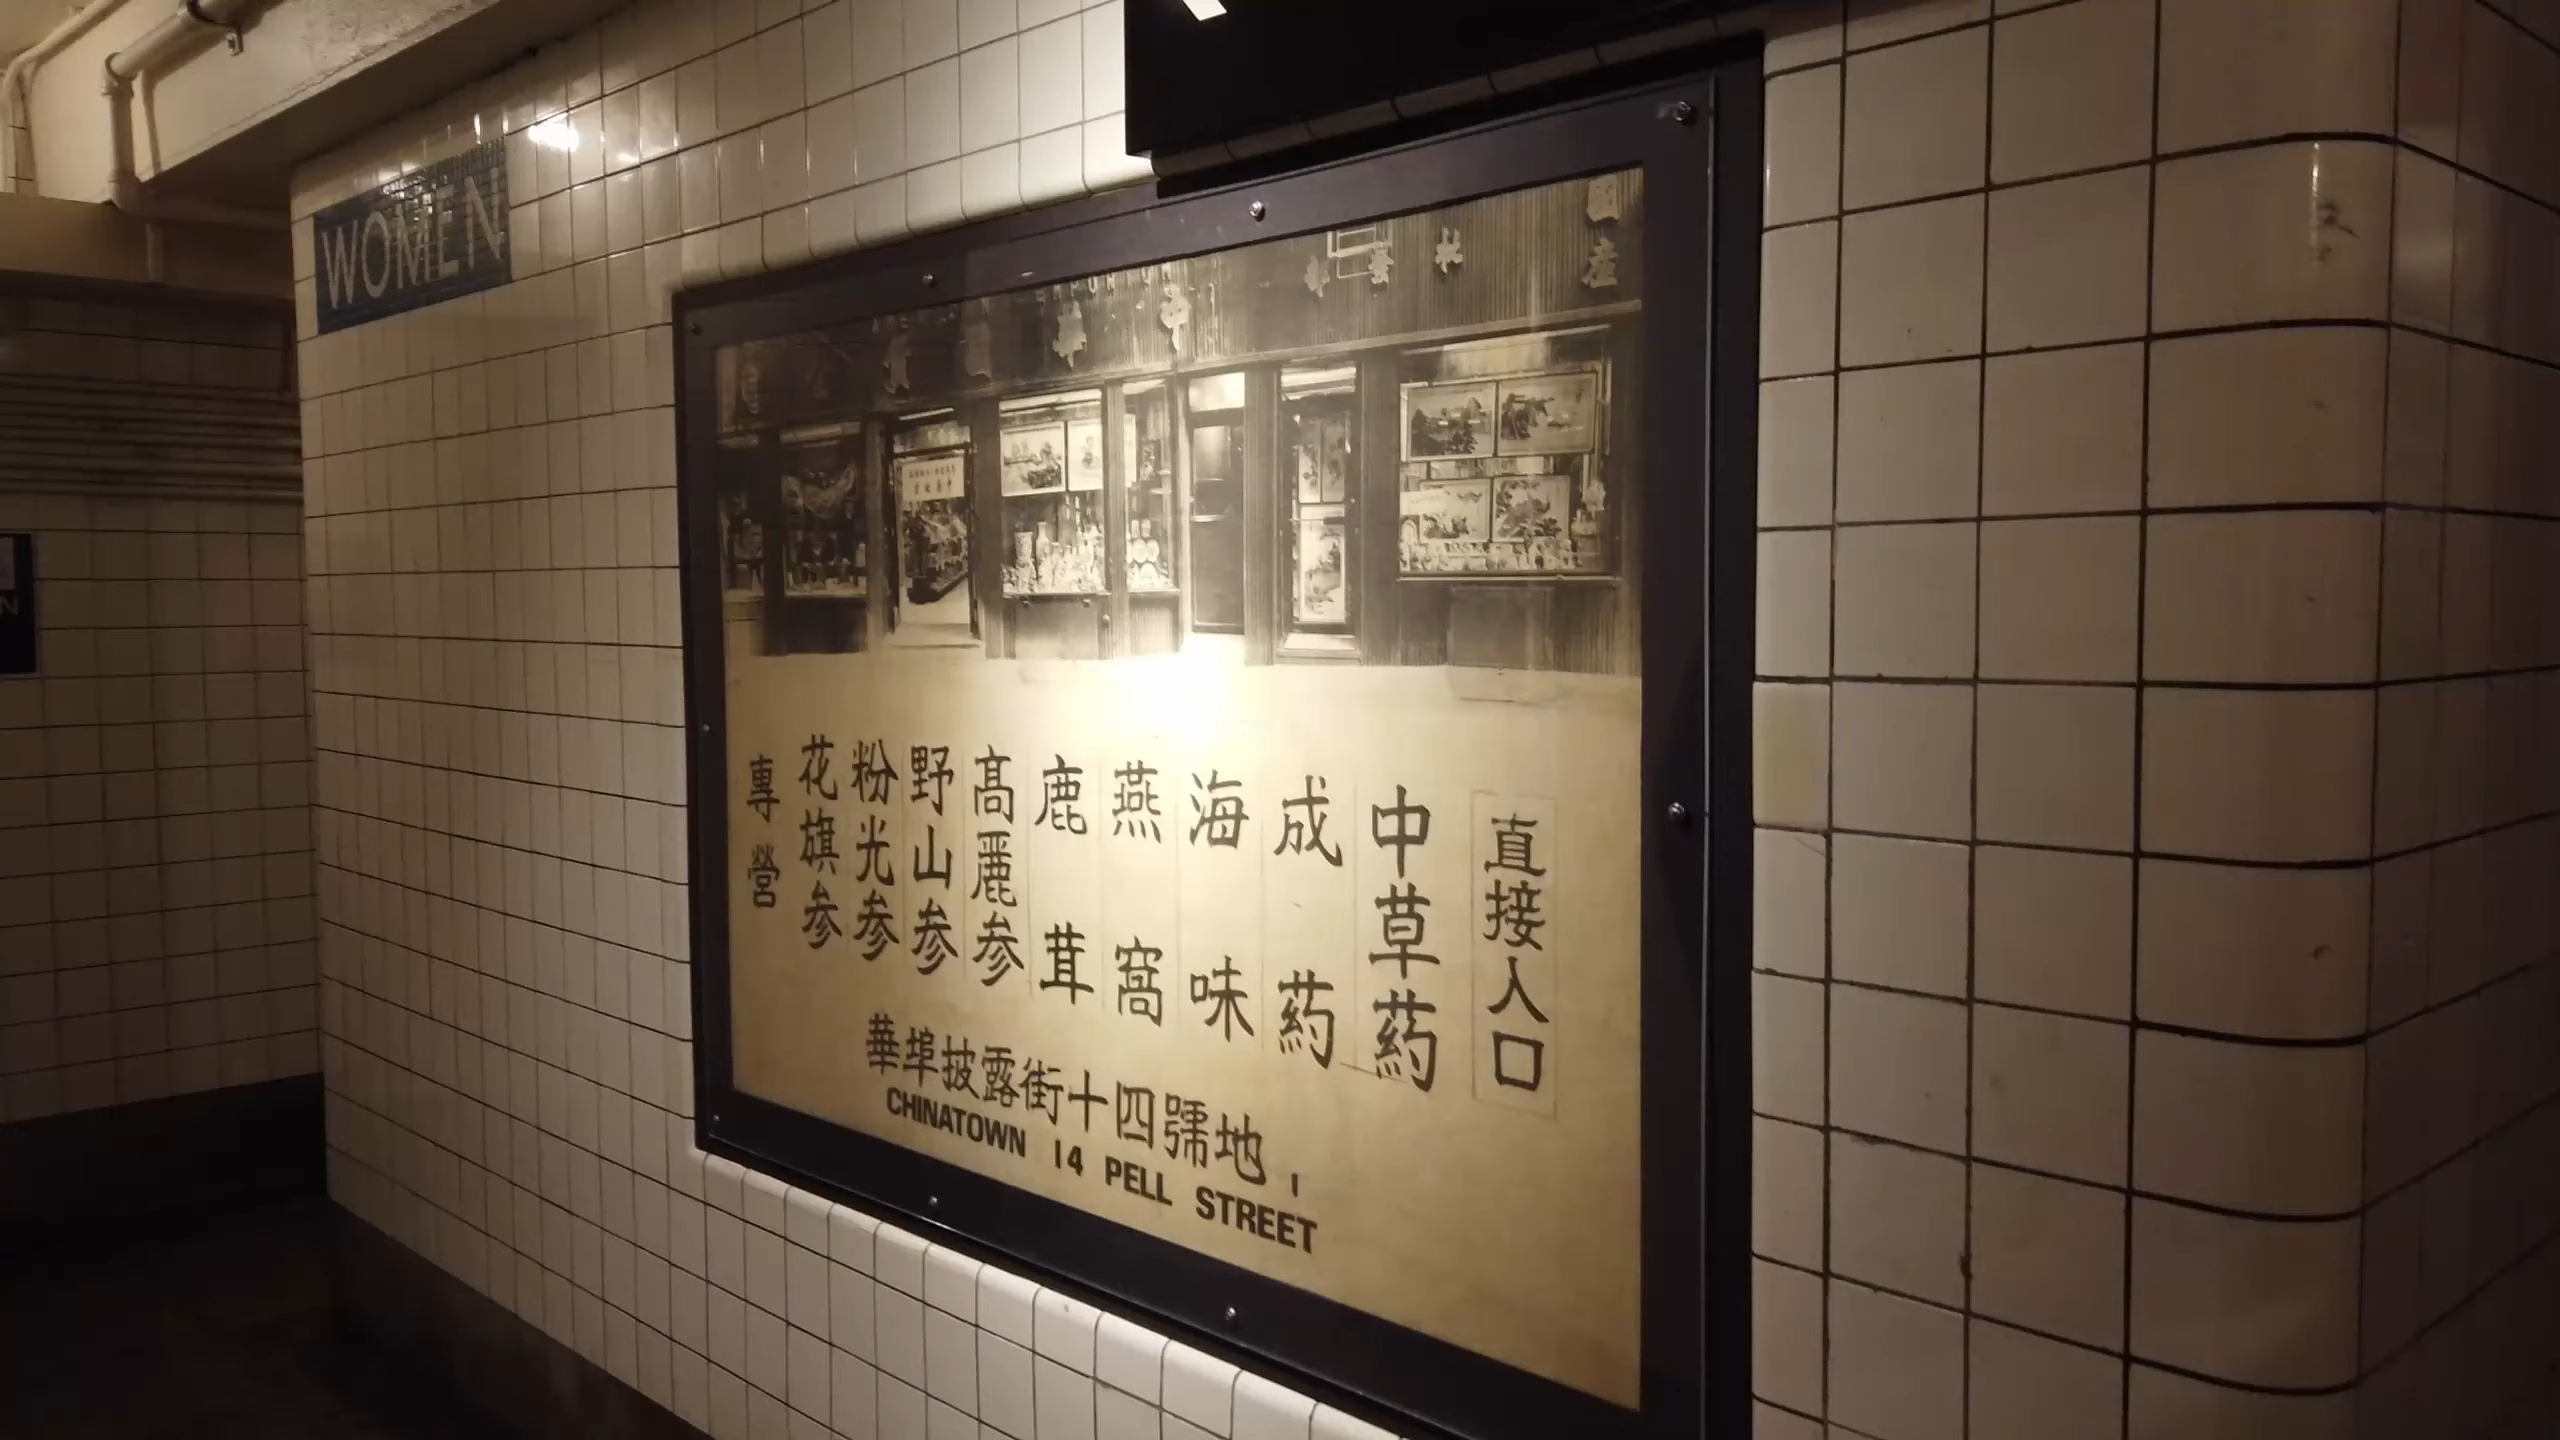 WOMEN
專營
花旗参
粉光参
野山参
高麗参
鹿茸
燕窩
海味
成药
中草药
直接入口
華埠披露街十四號地
CHINATOWN 14 PELL STREET